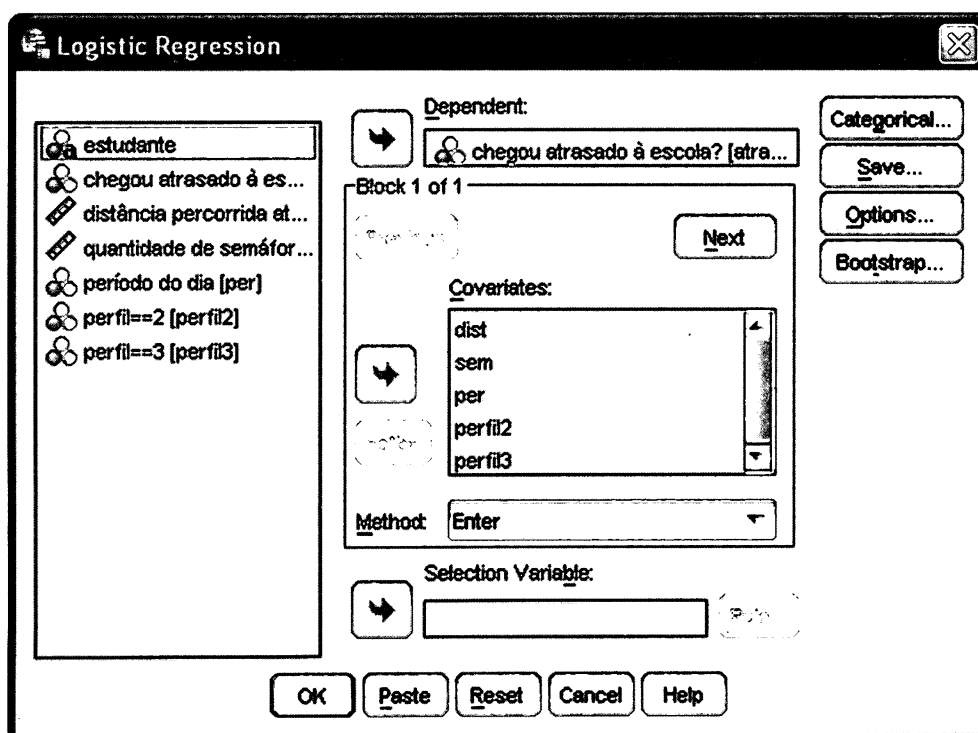 Logistic Regression
estudante
chegou atrasado à es...
distância percorrida at...
quantidade de semáfor...
período do dia [per]
perfil==2 [perfil2]
perfil==3 [perfil3]
Dependent:
chegou atrasado à escola? [atra...
Block 1 of 1
Next
Covariates:
dist
sem
per
perfil2
perfil3
Method:
Enter
Selection Variable:
Categorical...
Save...
Options...
Bootstrap...
OK
Paste
Reset
Cancel
Help